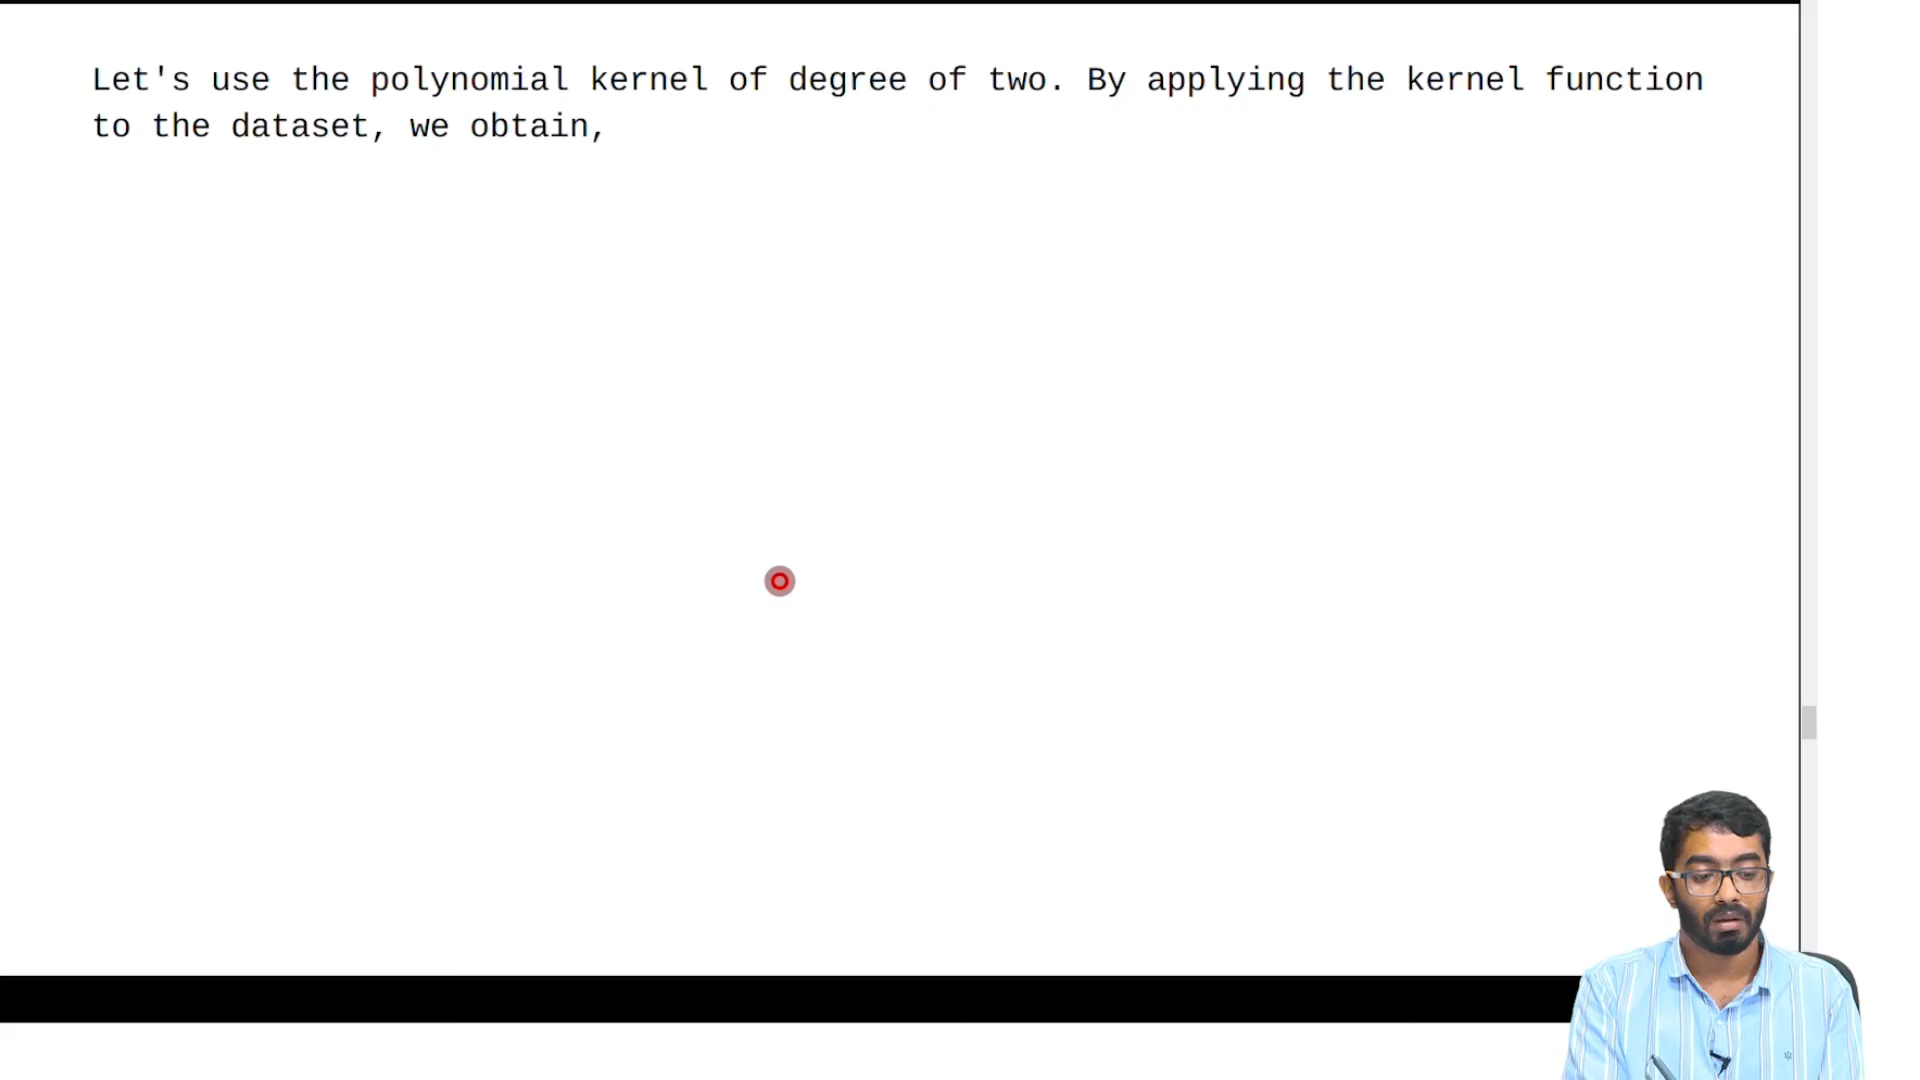 Let's use the polynomial kernel of degree of two. By applying the kernel function
to the dataset, we obtain,